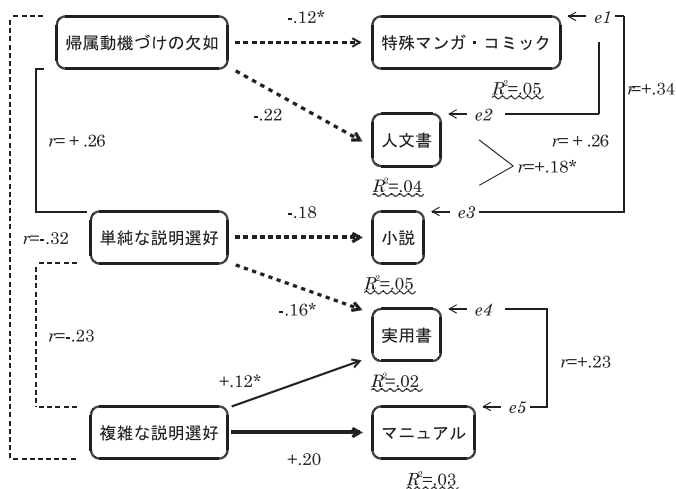 -.12*
帰属動機づけの欠如
特殊マンガ・コミック
e1
R²=.05
r=+.34
-.22
e2
人文書
r=+.26
r=+.26
r=+.18*
R²=.04
-.18
e3
単純な説明選好
小説
r=-.32
R²=.05
-.16*
e4
r=-.23
実用書
r=+.23
+.12*
R²=.02
e5
複雑な説明選好
マニュアル
+.20
R²=.03